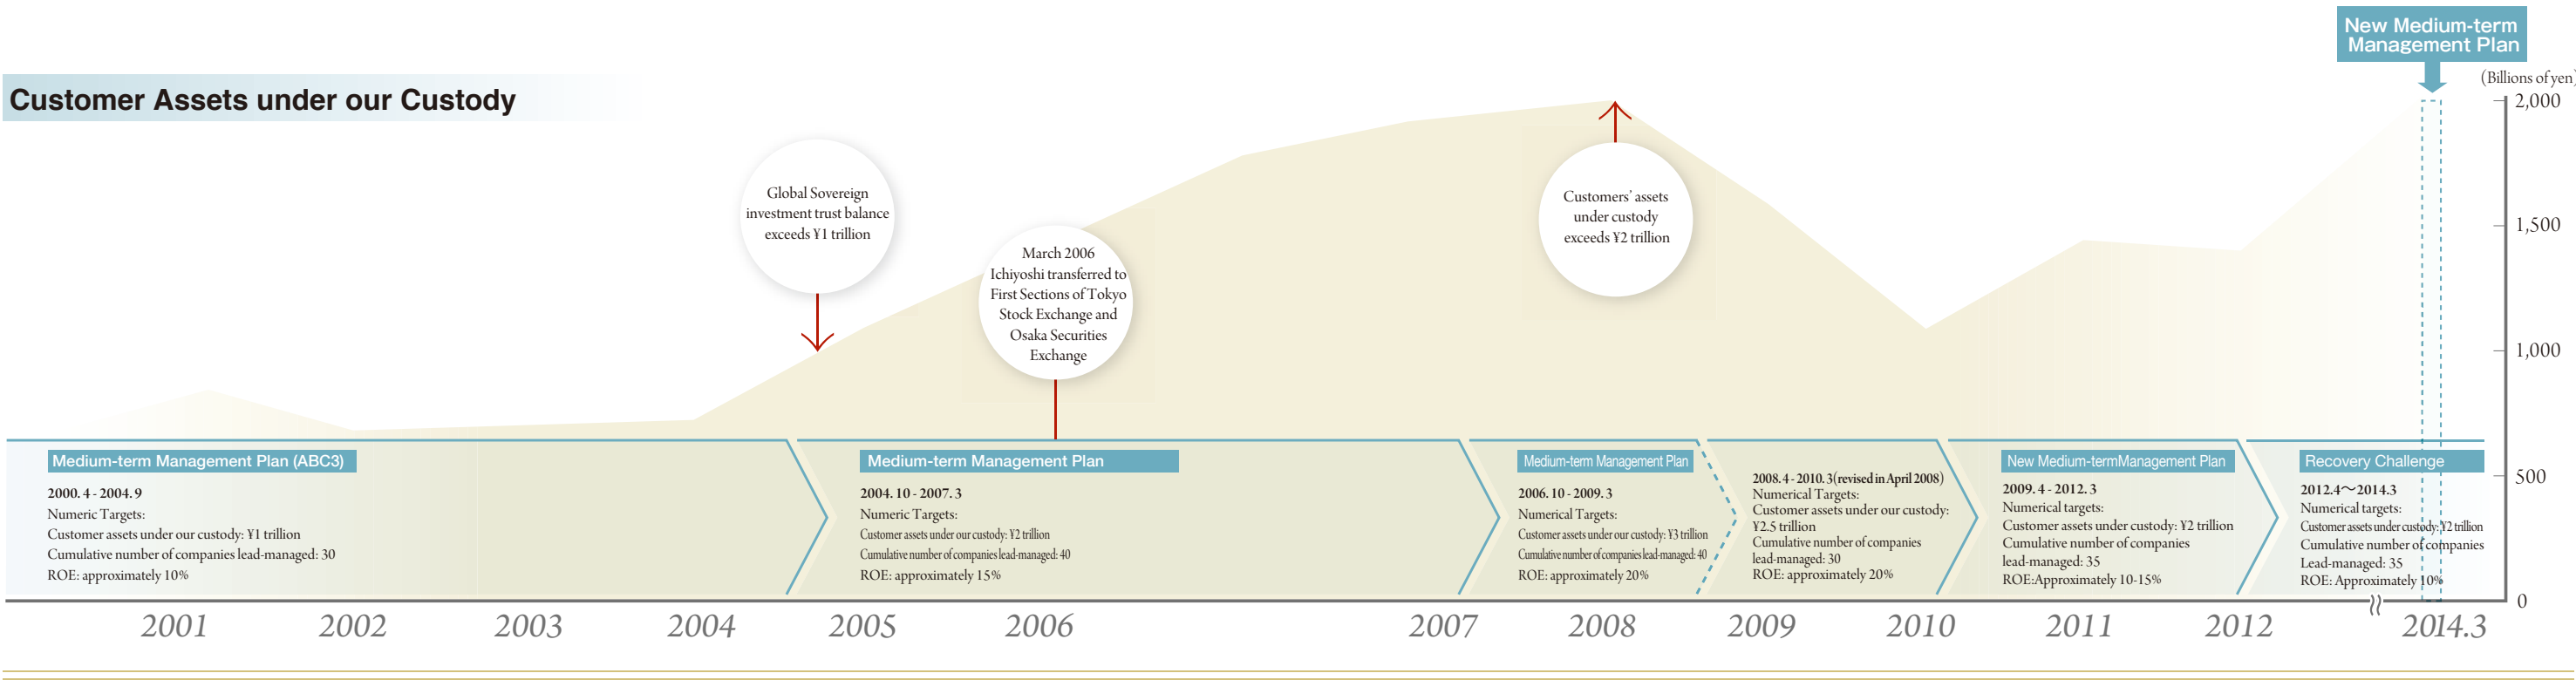 New Medium-term
Management Plan
(Billions of yen)
Customer Assets under our Custody
2,000
1,500
1,000
500
0
Global Sovereign
investment trust balance
exceeds ¥1 trillion
March 2006
Ichiyoshi transferred to
First Sections of Tokyo
Stock Exchange and
Osaka Securities
Exchange
Customers' assets
under custody
exceeds ¥2 trillion
Medium-term Management Plan (ABC3)
2000. 4 - 2004. 9
Numeric Targets:
Customer assets under our custody: ¥1 trillion
Cumulative number of companies lead-managed: 30
ROE: approximately 10%
Medium-term Management Plan
2004. 10 - 2007. 3
Numeric Targets:
Customer assets under our custody: ¥2 trillion
Cumulative number of companies lead-managed: 40
ROE: approximately 15%
Medium-term Management Plan
2006. 10 - 2009. 3
Numerical Targets:
Customer assets under our custody: ¥3 trillion
Cumulative number of companies lead-managed: 40
ROE: approximately 20%
2008. 4 - 2010. 3(revised in April 2008)
Numerical Targets:
Customer assets under our custody:
¥2.5 trillion
Cumulative number of companies
lead-managed: 30
ROE: approximately 20%
New Medium-termManagement Plan
2009. 4 - 2012. 3
Numerical targets:
Customer assets under custody: ¥2 trillion
Cumulative number of companies
lead-managed: 35
ROE:Approximately 10-15%
Recovery Challenge
2012.4～2014.3
Numerical targets:
Customer assets under custody:¥2 trillion
Cumulative number of companies
Lead-managed: 35
ROE: Approximately 10%
2001
2002
2003
2004
2005
2006
2007
2008
2009
2010
2011
2012
2014.3